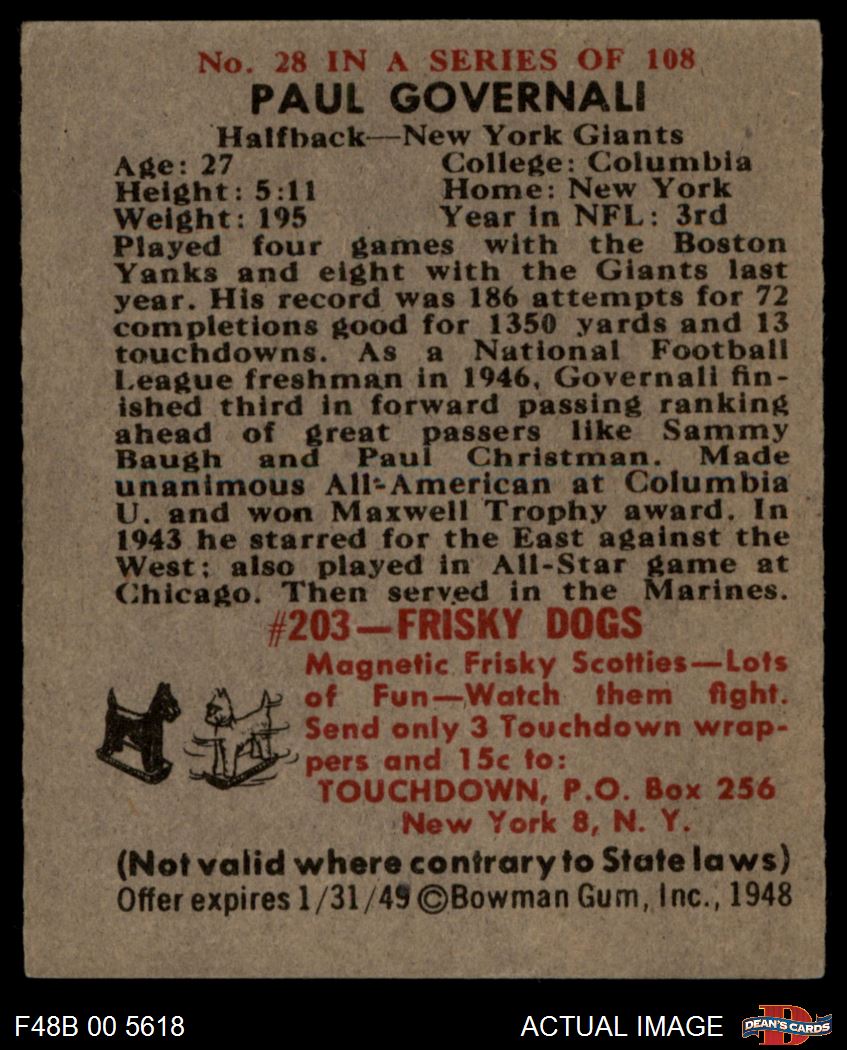 No. 28 IN A SERIES OF 108
PAUL GOVERNALI
Halfback—New York Giants
Age: 27 College: Columbia
Height: 5:11 Home: New York
Weight: 195 Year in NFL: 3rd
Played four games with the Boston
Yanks and eight with the Giants last
year. His record was 186 attempts for 72
completions good for 1350 yards and 13
touchdowns. As a National Football
League freshman in 1946, Governali fin-
ished third in forward passing ranking
ahead of great passers like Sammy
Baugh and Paul Christman. Made
unanimous All-American at Columbia
U. and won Maxwell Trophy award. In
1943 he starred for the East against the
West; also played in All-Star game at
Chicago. Then served in the Marines.
#203—FRISKY DOGS
Magnetic Frisky Scotties—Lots
of Fun—Watch them fight.
Send only 3 Touchdown wrap-
pers and 15c to:
TOUCHDOWN, P.O. Box 256
New York 8, N. Y.
(Not valid where contrary to State laws)
Offer expires 1/31/49 ©Bowman Gum, Inc., 1948
F48B 00 5618 ACTUAL IMAGE D DEAN'S CARDS